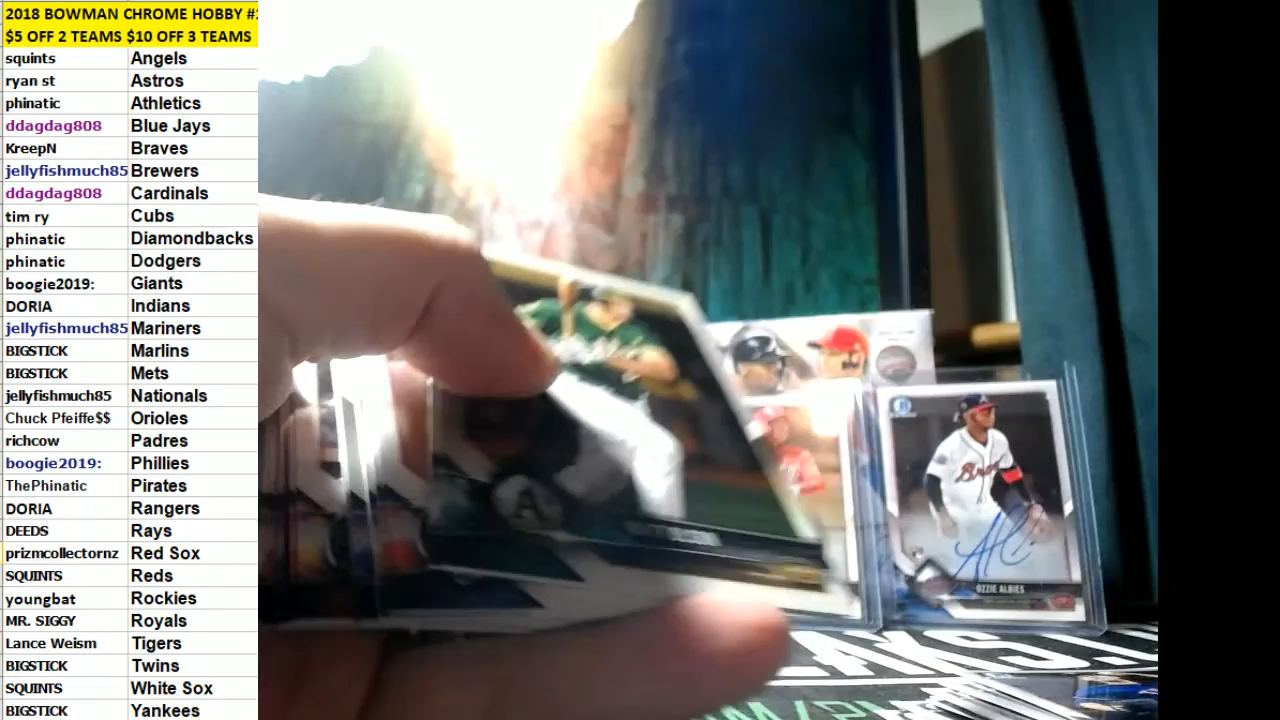 2018 BOWMAN CHROME HOBBY #
$5 OFF 2 TEAMS $10 OFF 3 TEAMS
squints Angels
ryan st Astros
phinatic Athletics
ddagdag808 Blue Jays
KreepN Braves
jellyfishmuch85 Brewers
ddagdag808 Cardinals
tim ry Cubs
phinatic Diamondbacks
phinatic Dodgers
boogie2019: Giants
DORIA Indians
jellyfishmuch85 Mariners
BIGSTICK Marlins
BIGSTICK Mets
jellyfishmuch85 Nationals
Chuck Pfeiffe$$ Orioles
richcow Padres
boogie2019: Phillies
ThePhinatic Pirates
DORIA Rangers
DEEDS Rays
prizmcollectornz Red Sox
SQUINTS Reds
youngbat Rockies
MR. SIGGY Royals
Lance Weism Tigers
BIGSTICK Twins
SQUINTS White Sox
BIGSTICK Yankees
A
OZZIE ALBIES